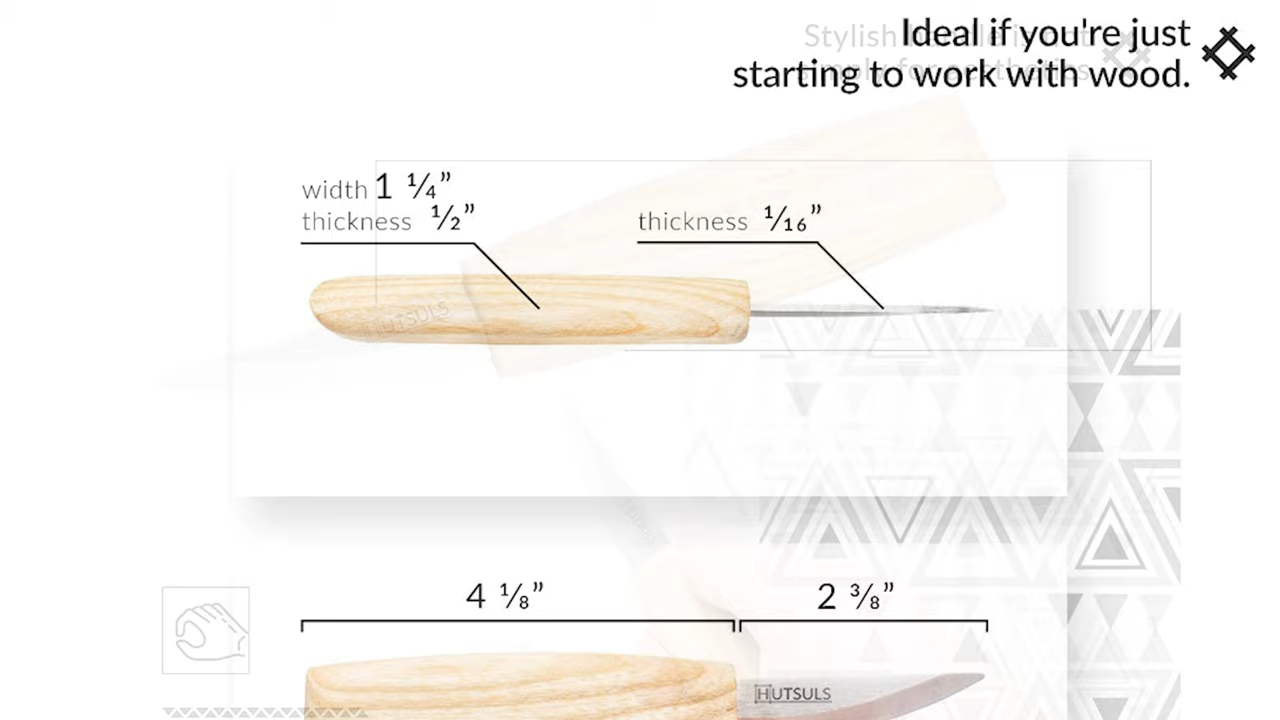 Ideal if you're just
starting to work with wood.
width 1 ¼”
thickness ½”
thickness 1⁄16”
HUTSULS
4 ⅛”
2 ⅜”
HUTSULS